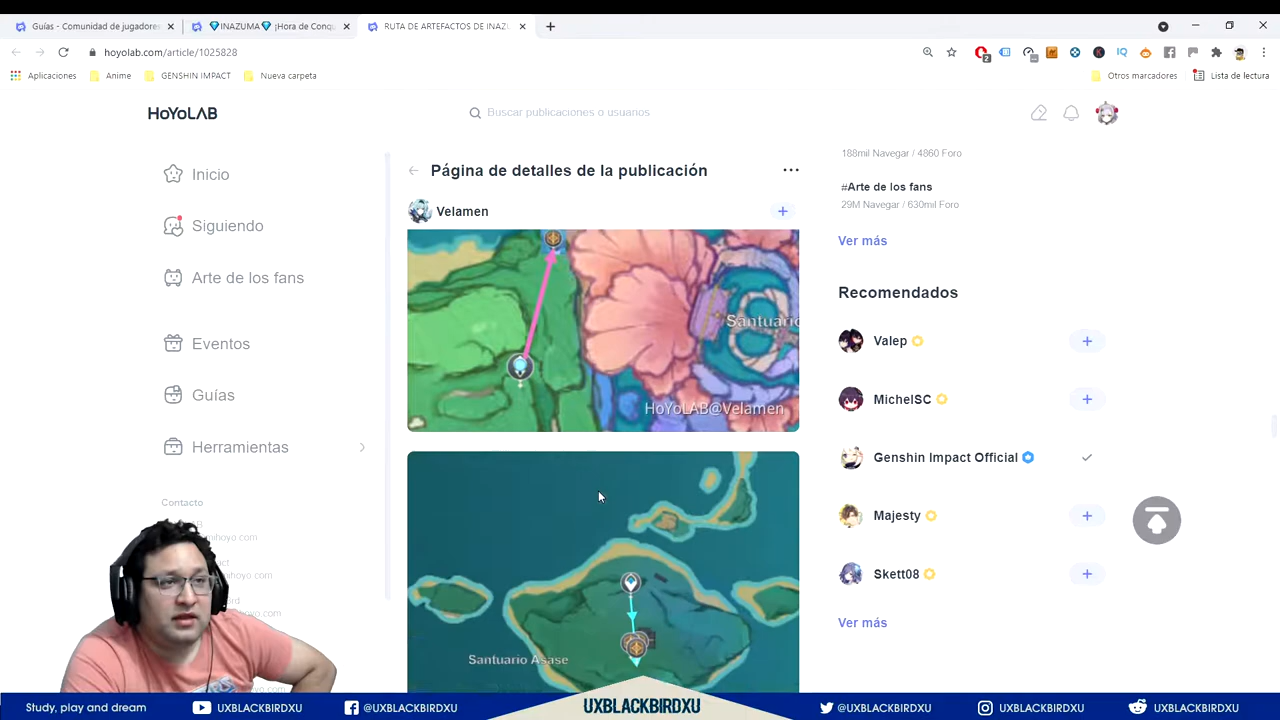 Guías - Comunidad de jugadores
INAZUMA ¡Hora de Conqu
RUTA DE ARTEFACTOS DE INAZ
hoyolab.com/article/1025828
Aplicaciones
Anime
GENSHIN IMPACT
Nueva carpeta
Otros marcadores
Lista de lectura
HoYoLAB
Buscar publicaciones o usuarios
Inicio
Siguiendo
Arte de los fans
Eventos
Guías
Herramientas
Contacto
Página de detalles de la publicación
Velamen
Santuario
HoYoLAB@Velamen
Santuario Asase
188mil Navegar / 4860 Foro
#Arte de los fans
29M Navegar / 630mil Foro
Ver más
Recomendados
Valep
MichelSC
Genshin Impact Official
Majesty
Skett08
Ver más
Study, play and dream
UXBLACKBIRDXU
@UXBLACKBIRDXU
UXBLACKBIRDXU
@UXBLACKBIRDXU
@UXBLACKBIRDXU
@UXBLACKBIRDXU